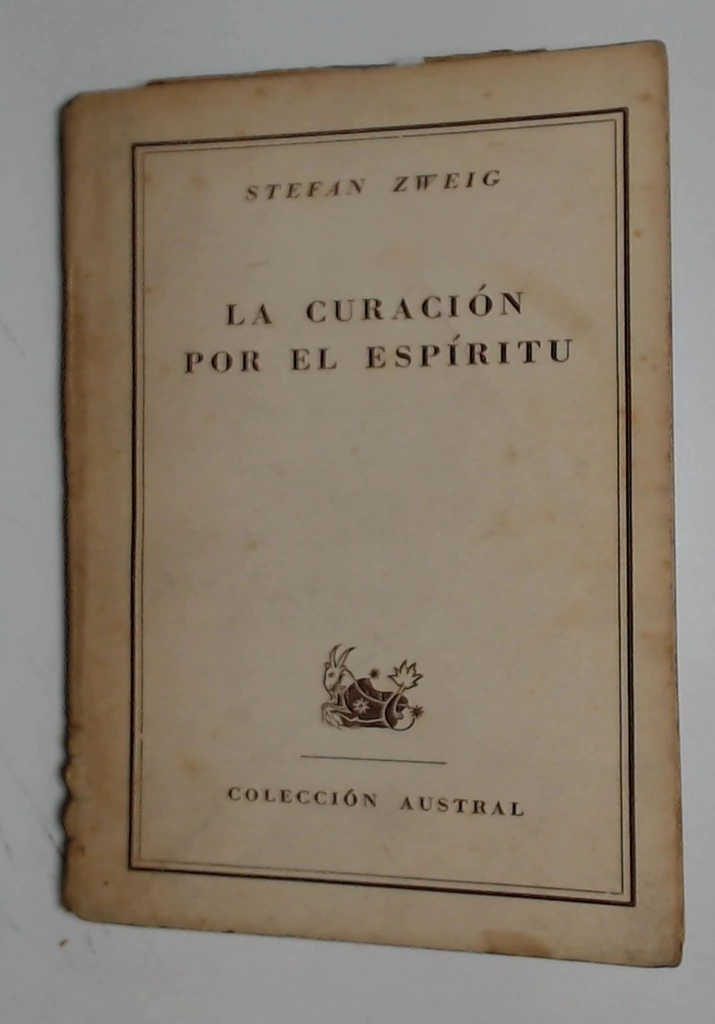 STEFAN ZWEIG
LA CURACIÓN
POR EL ESPÍRITU
COLECCIÓN AUSTRAL